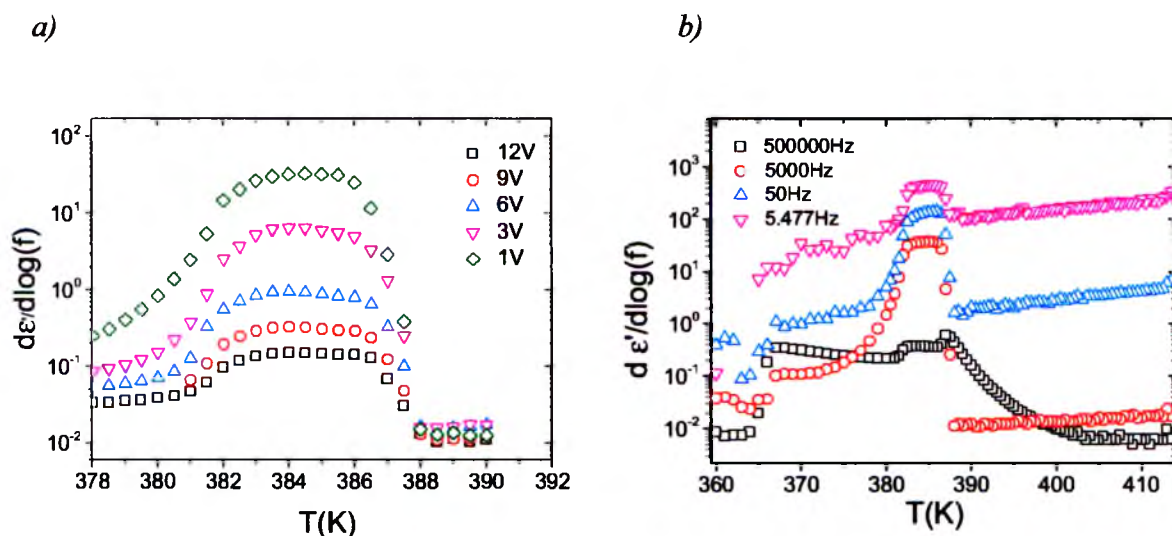 a)
b)
dε'/dlog(f)
10²
10¹
10⁰
10⁻¹
10⁻²
12V
9V
6V
3V
1V
378 380 382 384 386 388 390 392
T(K)
d ε'/dlog(f)
10³
10²
10¹
10⁰
10⁻¹
10⁻²
500000Hz
5000Hz
50Hz
5.477Hz
360 370 380 390 400 410
T(K)